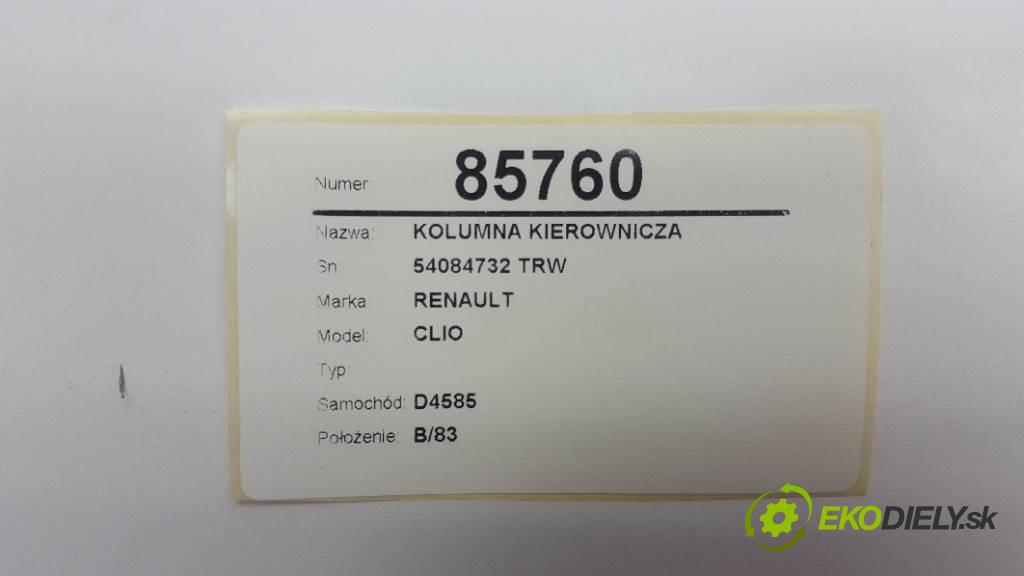 Numer: 85760
Nazwa: KOLUMNA KIEROWNICZA
Sn: 54084732 TRW
Marka: RENAULT
Model: CLIO
Typ:
Samochód: D4585
Położenie: B/83
EKODIELY.sk